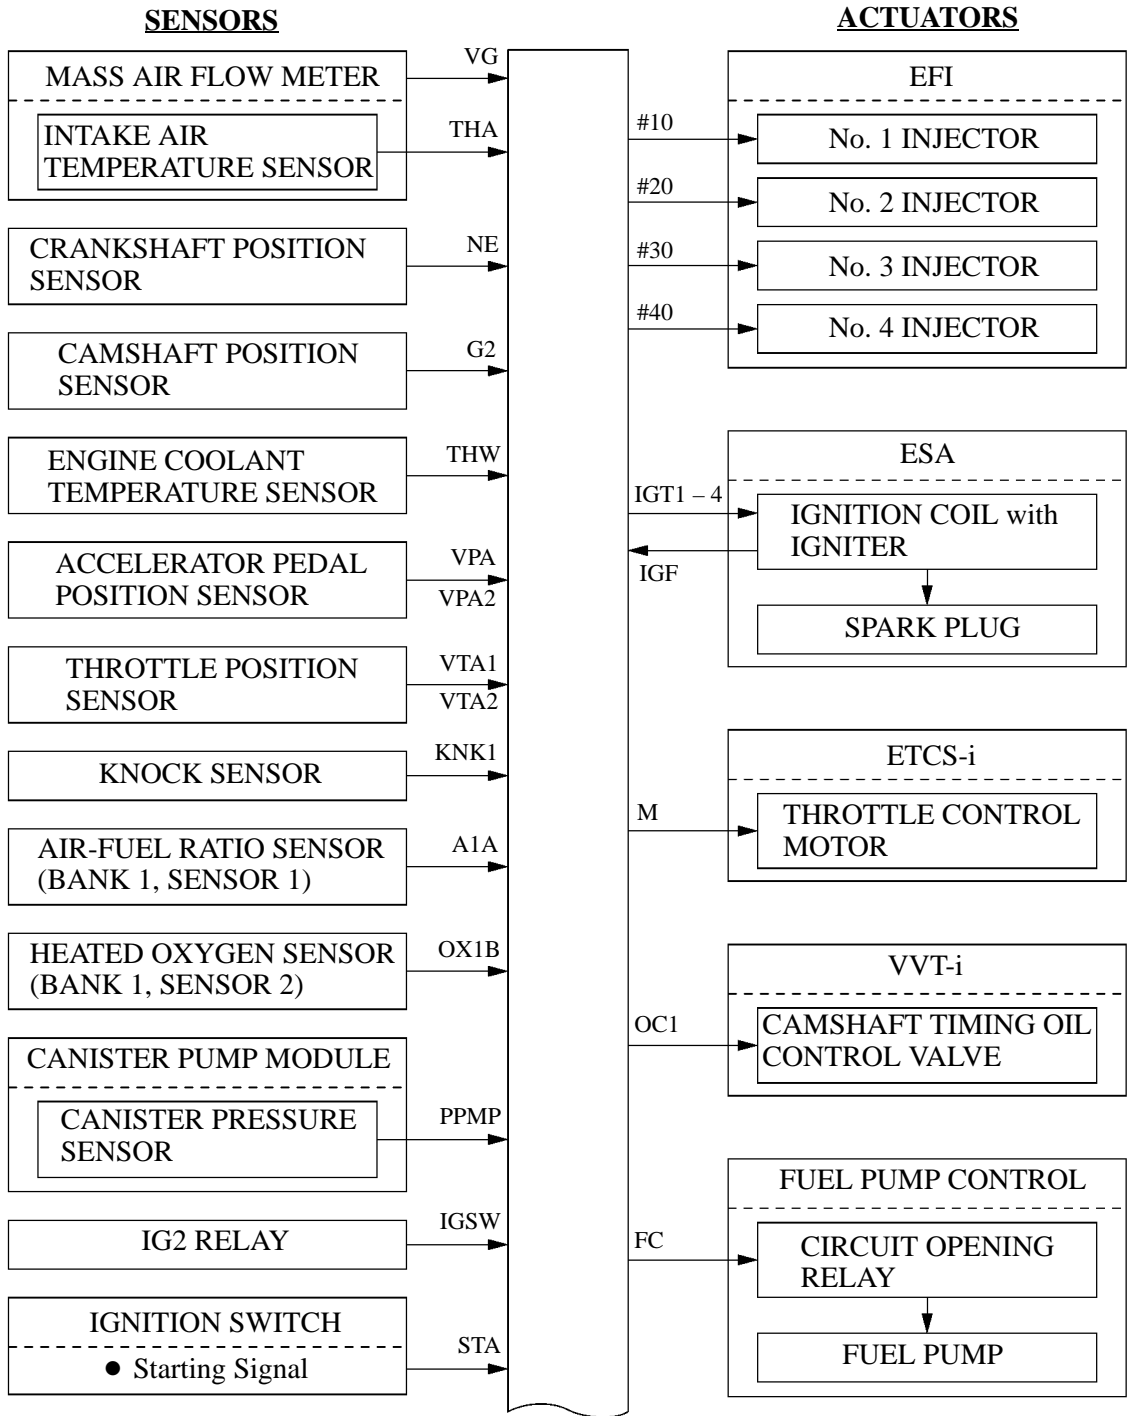 SENSORS
MASS AIR FLOW METER
INTAKE AIR
TEMPERATURE SENSOR
CRANKSHAFT POSITION
SENSOR
CAMSHAFT POSITION
SENSOR
ENGINE COOLANT
TEMPERATURE SENSOR
ACCELERATOR PEDAL
POSITION SENSOR
THROTTLE POSITION
SENSOR
KNOCK SENSOR
AIR-FUEL RATIO SENSOR
(BANK 1, SENSOR 1)
HEATED OXYGEN SENSOR
(BANK 1, SENSOR 2)
CANISTER PUMP MODULE
CANISTER PRESSURE
SENSOR
IG2 RELAY
IGNITION SWITCH
● Starting Signal
VG
THA
NE
G2
THW
VPA
VPA2
VTA1
VTA2
KNK1
A1A
OX1B
PPMP
IGSW
STA
#10
#20
#30
#40
IGT1 – 4
IGF
M
OC1
FC
ACTUATORS
EFI
No. 1 INJECTOR
No. 2 INJECTOR
No. 3 INJECTOR
No. 4 INJECTOR
ESA
IGNITION COIL with
IGNITER
SPARK PLUG
ETCS-i
THROTTLE CONTROL
MOTOR
VVT-i
CAMSHAFT TIMING OIL
CONTROL VALVE
FUEL PUMP CONTROL
CIRCUIT OPENING
RELAY
FUEL PUMP